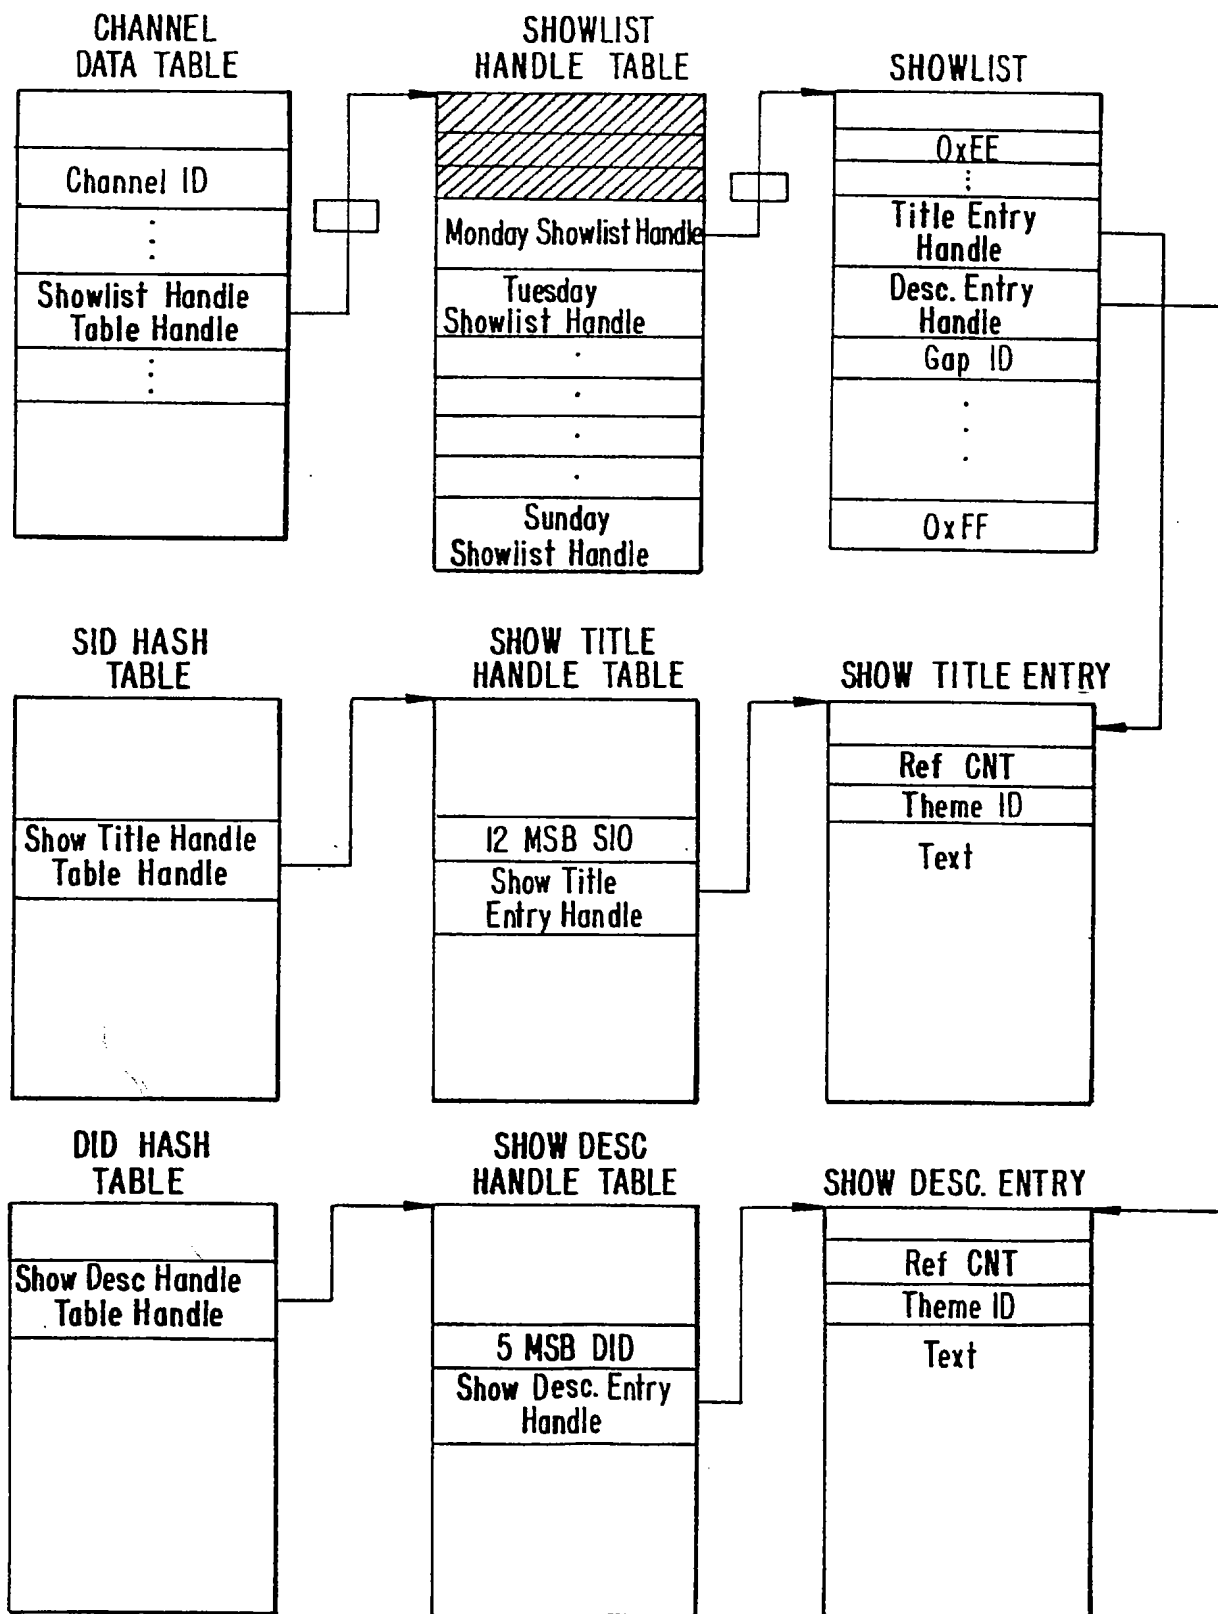 CHANNEL
DATA TABLE
Channel ID
Showlist Handle
Table Handle
SHOWLIST
HANDLE TABLE
Monday Showlist Handle
Tuesday
Showlist Handle
Sunday
Showlist Handle
SHOWLIST
0xEE
Title Entry
Handle
Desc. Entry
Handle
Gap ID
0xFF
SID HASH
TABLE
Show Title Handle
Table Handle
SHOW TITLE
HANDLE TABLE
12 MSB SIO
Show Title
Entry Handle
SHOW TITLE ENTRY
Ref CNT
Theme ID
Text
DID HASH
TABLE
Show Desc Handle
Table Handle
SHOW DESC
HANDLE TABLE
5 MSB DID
Show Desc. Entry
Handle
SHOW DESC. ENTRY
Ref CNT
Theme ID
Text